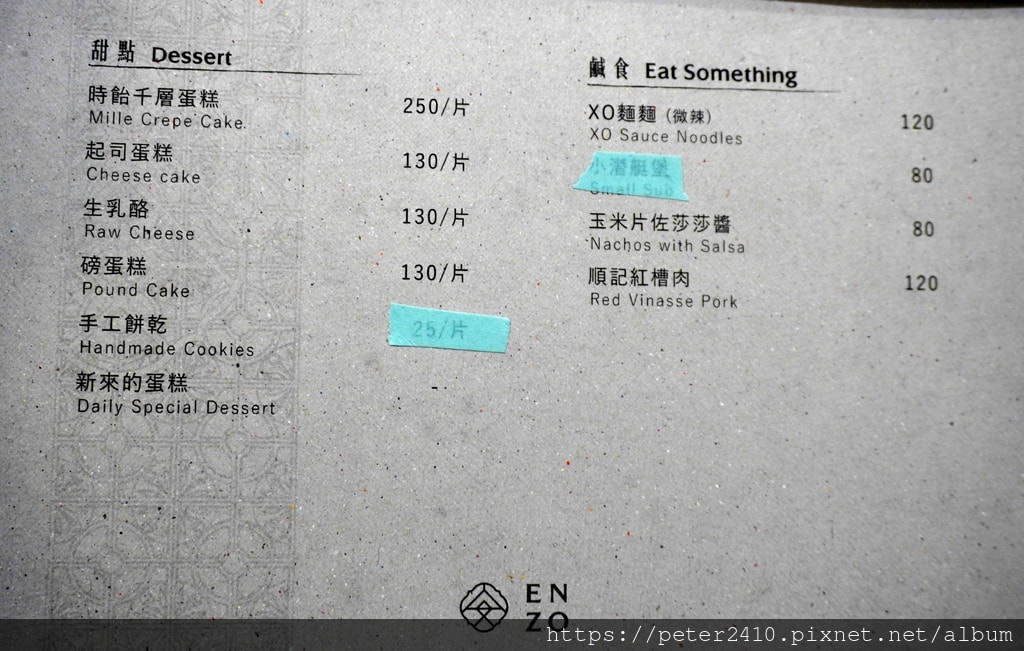 甜點 Dessert
時飴千層蛋糕 250/片
Mille Crepe Cake
起司蛋糕 130/片
Cheese cake
生乳酪 130/片
Raw Cheese
磅蛋糕 130/片
Pound Cake
手工餅乾 25/片
Handmade Cookies
新來的蛋糕 --
Daily Special Dessert
鹹食 Eat Something
XO麵麵（微辣） 120
XO Sauce Noodles
小潛艇堡 80
Small Sub
玉米片佐莎莎醬 80
Nachos with Salsa
順記紅槽肉 120
Red Vinasse Pork
EN
ZO
https://peter2410.pixnet.net/album